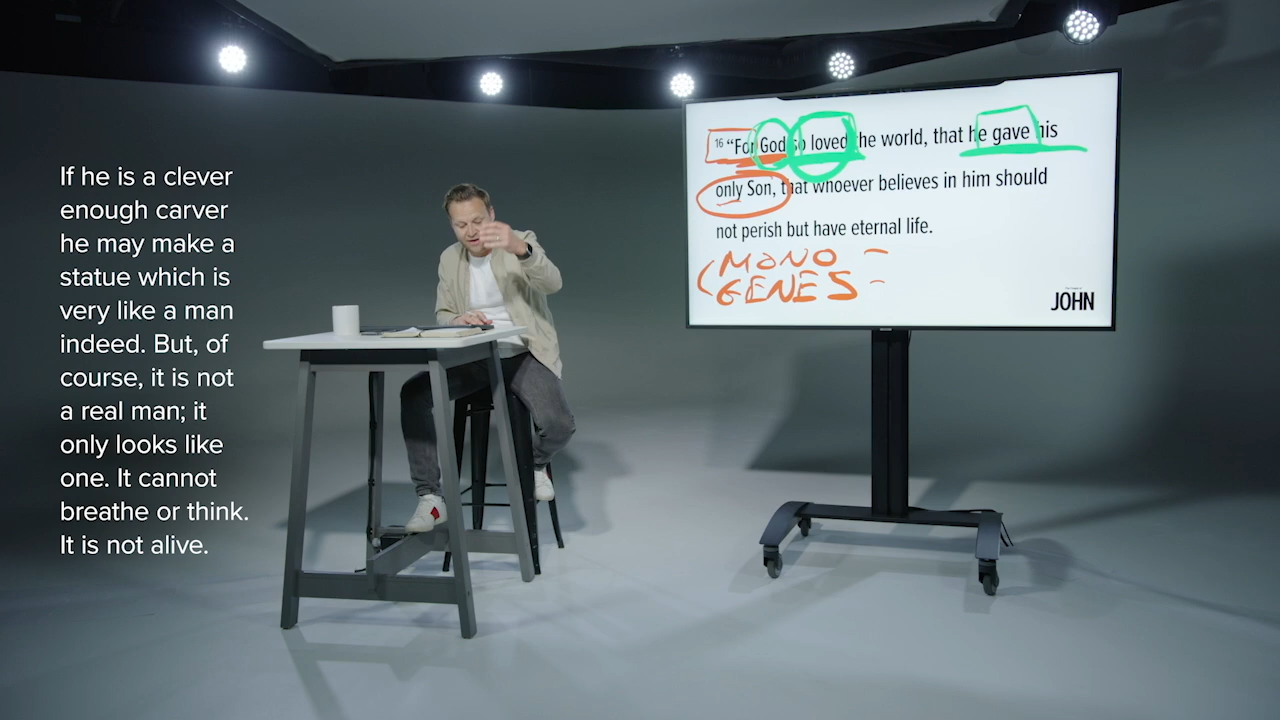 If he is a clever
enough carver
he may make a
statue which is
very like a man
indeed. But, of
course, it is not
a real man; it
only looks like
one. It cannot
breathe or think.
It is not alive.
16 “For God so loved the world, that he gave his
only Son, that whoever believes in him should
not perish but have eternal life.
(MONO -
GENES -
JOHN